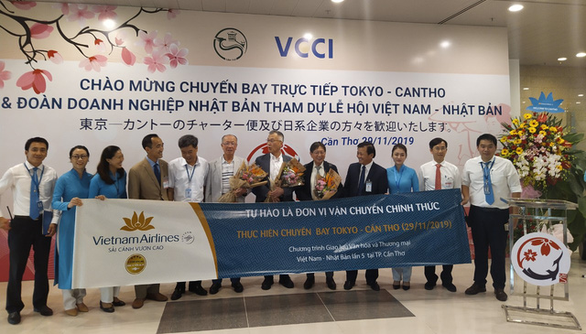 VCCI
CHÀO MỪNG CHUYẾN BAY TRỰC TIẾP TOKYO - CANTHO
& ĐOÀN DOANH NGHIỆP NHẬT BẢN THAM DỰ LỄ HỘI VIỆT NAM - NHẬT BẢN
東京―カントーのチャーター便及び日系企業の方々を歓迎いたします。
Cần Thơ 29/11/2019
TỰ HÀO LÀ ĐƠN VỊ VẬN CHUYỂN CHÍNH THỨC
THỰC HIỆN CHUYẾN BAY TOKYO - CẦN THƠ (29/11/2019)
Chương trình Giao lưu Văn hóa và Thương mại
Việt Nam - Nhật Bản lần 5 tại TP. Cần Thơ
Vietnam Airlines
SẢI CÁNH VƯƠN CAO